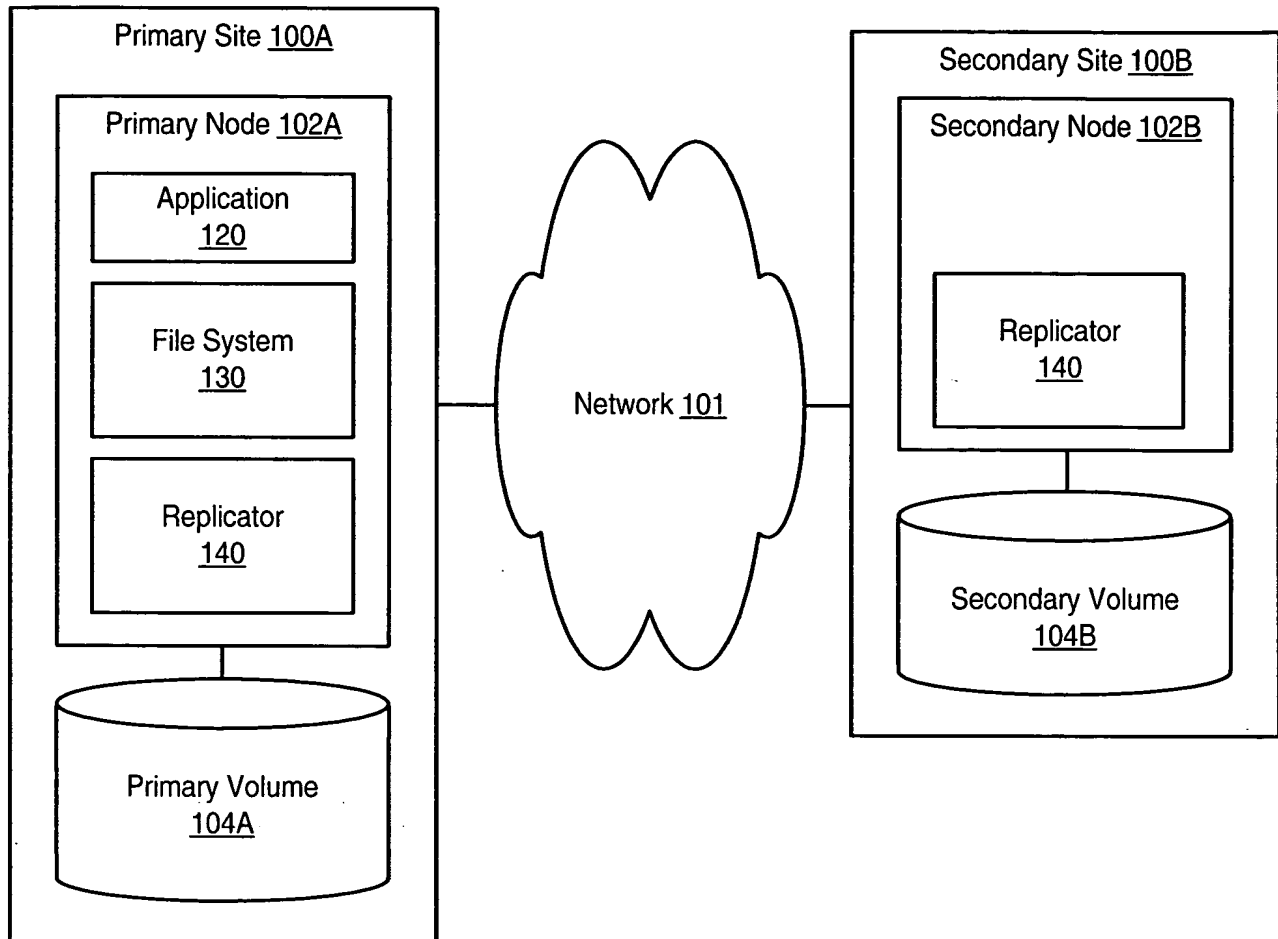 Primary Site 100A
Primary Node 102A
Application
120
File System
130
Replicator
140
Primary Volume
104A
Network 101
Secondary Site 100B
Secondary Node 102B
Replicator
140
Secondary Volume
104B